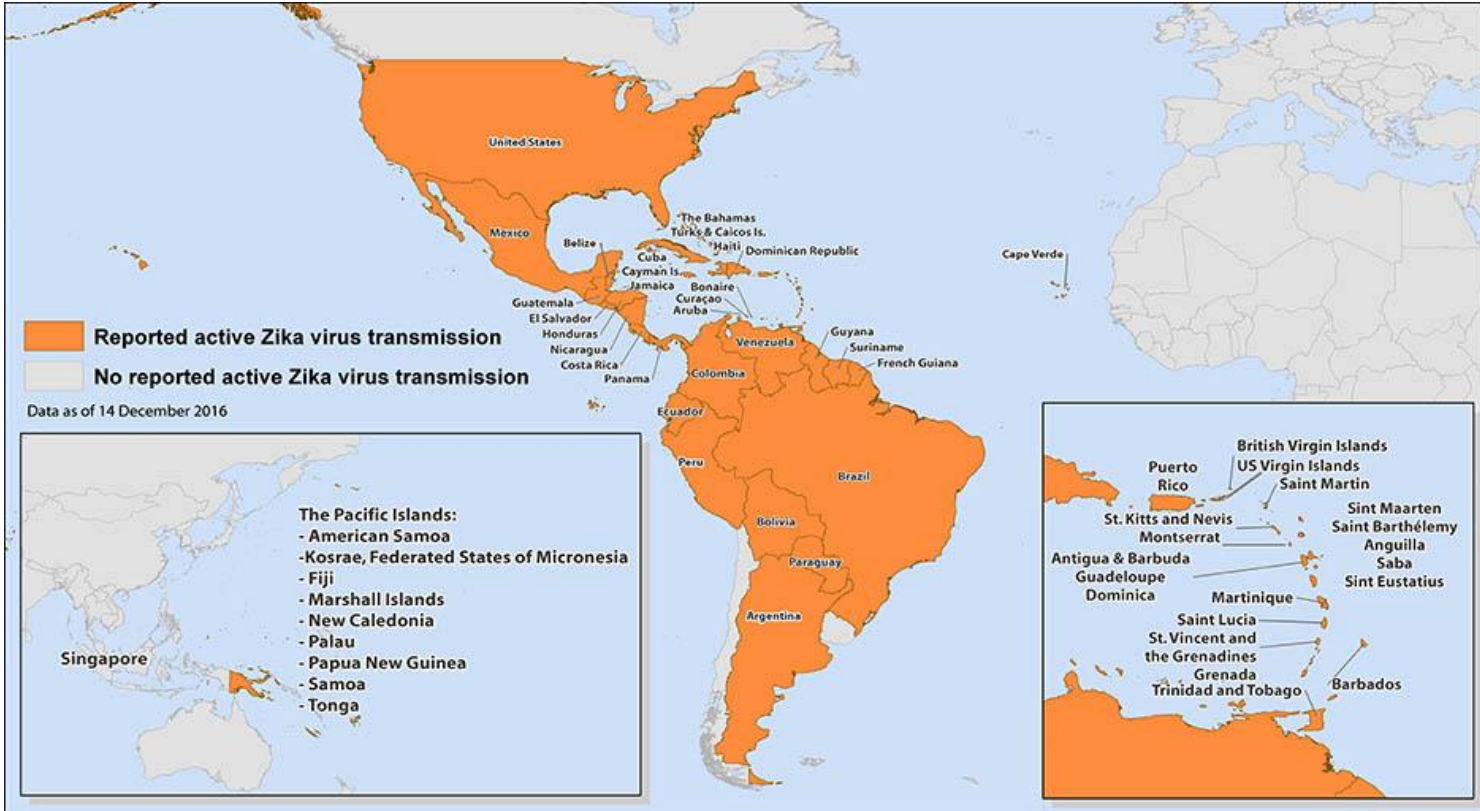 United States
Mexico
The Bahamas
Turks & Caicos Is.
Belize
Haiti
Dominican Republic
Cuba
Cayman Is.
Jamaica
Cape Verde
Guatemala
El Salvador
Honduras
Nicaragua
Costa Rica
Panama
Bonaire
Curaçao
Aruba
Venezuela
Guyana
Suriname
French Guiana
Colombia
Ecuador
Peru
Brazil
Bolivia
Paraguay
Argentina
Reported active Zika virus transmission
No reported active Zika virus transmission
Data as of 14 December 2016
The Pacific Islands:
- American Samoa
-Kosrae, Federated States of Micronesia
- Fiji
- Marshall Islands
- New Caledonia
- Palau
- Papua New Guinea
- Samoa
- Tonga
Singapore
British Virgin Islands
US Virgin Islands
Saint Martin
Puerto
Rico
St. Kitts and Nevis
Montserrat
Sint Maarten
Saint Barthélemy
Anguilla
Saba
Sint Eustatius
Antigua & Barbuda
Guadeloupe
Dominica
Martinique
Saint Lucia
St. Vincent and
the Grenadines
Grenada
Trinidad and Tobago
Barbados